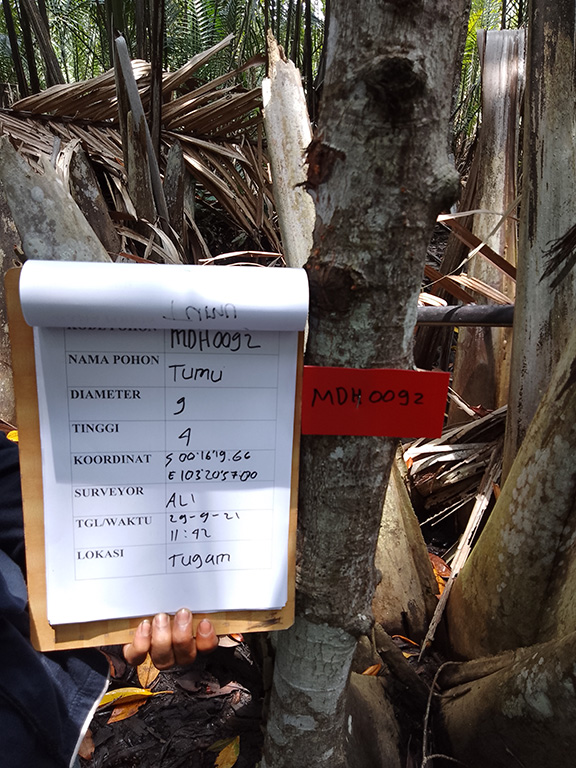 KODE POHON MDH0092
NAMA POHON Tumu
DIAMETER 9
TINGGI 4
KOORDINAT S 00°16'19.66
E 103°20'57.00
SURVEYOR ALI
TGL/WAKTU 29-9-21
11:42
LOKASI Tugam
MDH0092